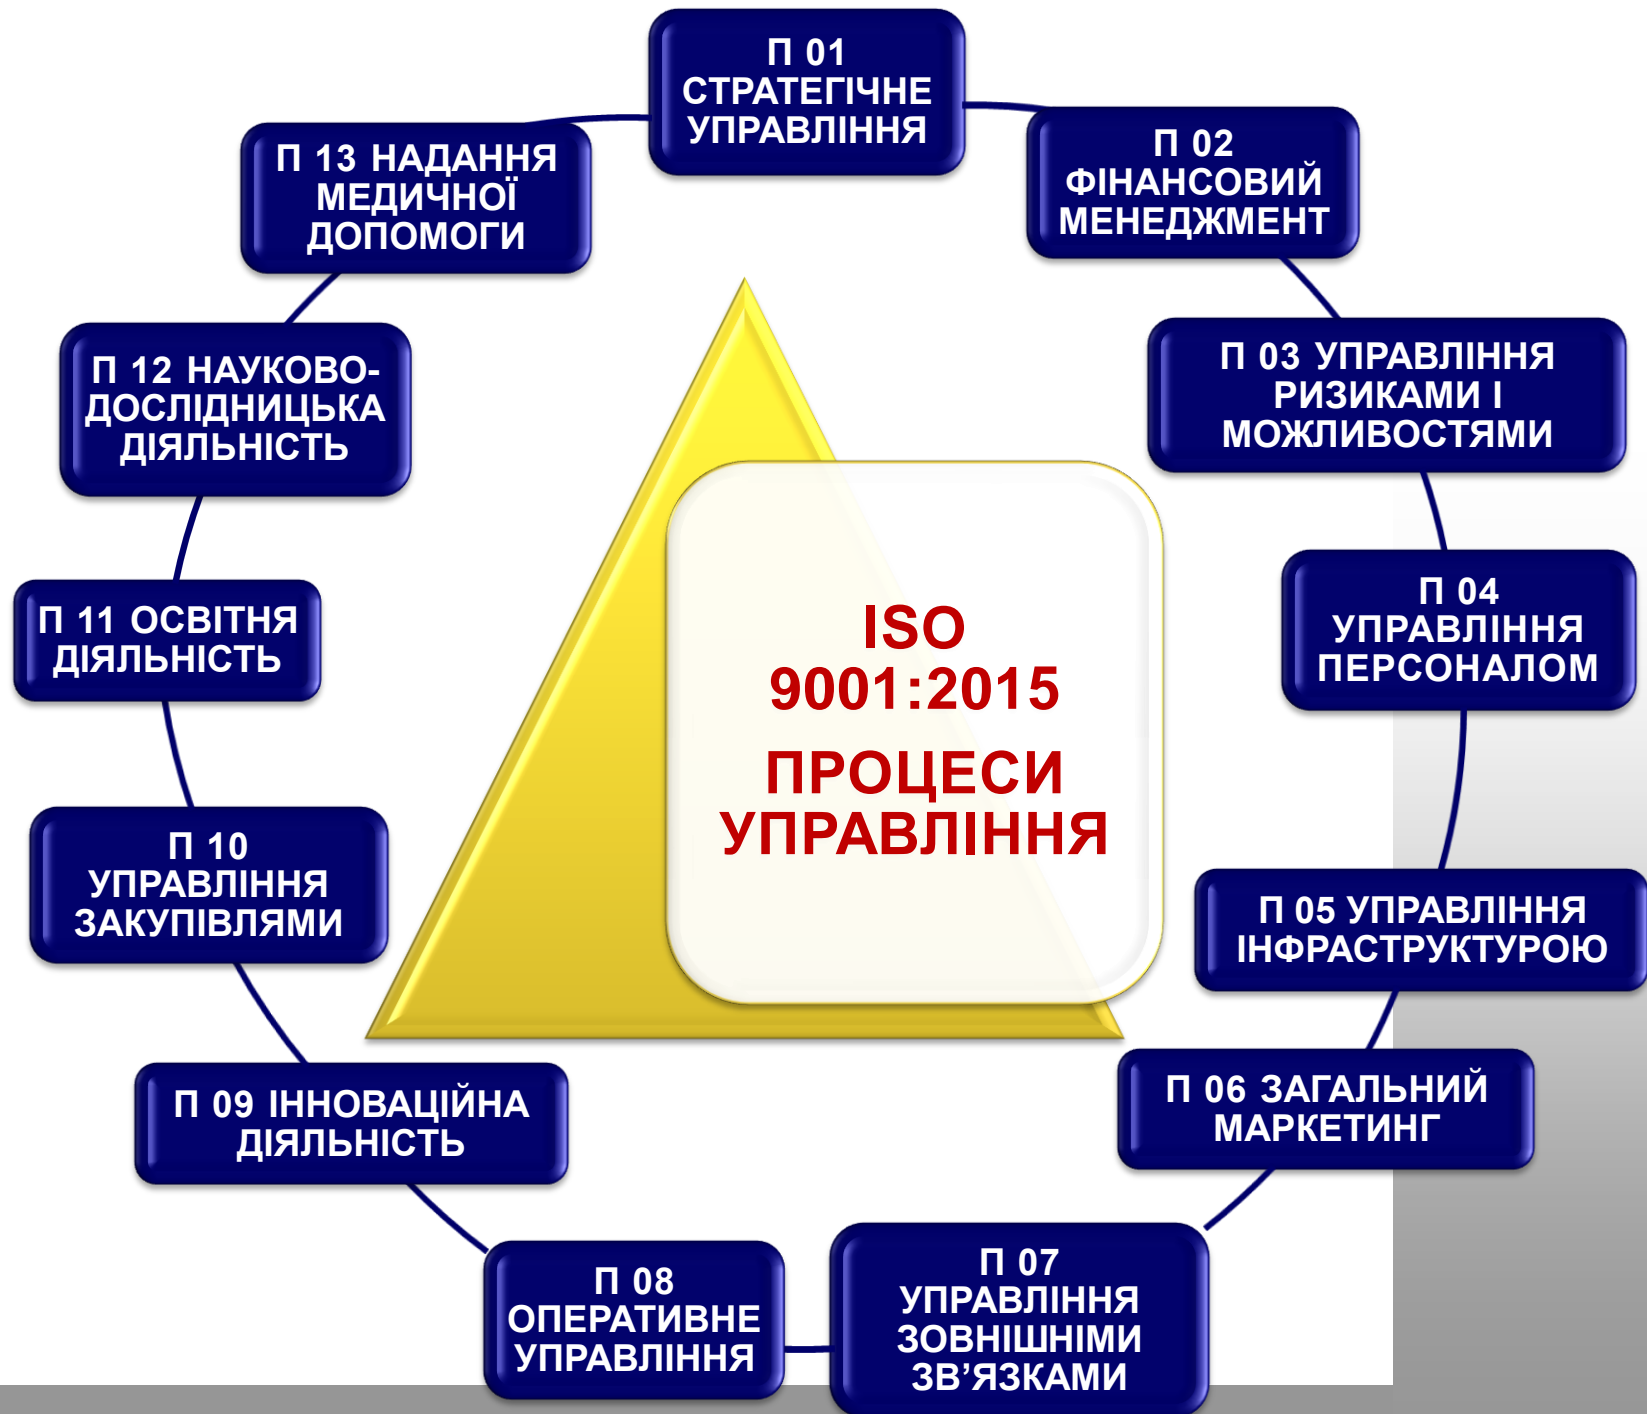 П 01
СТРАТЕГІЧНЕ
УПРАВЛІННЯ
П 02
ФІНАНСОВИЙ
МЕНЕДЖМЕНТ
П 03 УПРАВЛІННЯ
РИЗИКАМИ І
МОЖЛИВОСТЯМИ
П 04
УПРАВЛІННЯ
ПЕРСОНАЛОМ
П 05 УПРАВЛІННЯ
ІНФРАСТРУКТУРОЮ
П 06 ЗАГАЛЬНИЙ
МАРКЕТИНГ
П 07
УПРАВЛІННЯ
ЗОВНІШНІМИ
ЗВ’ЯЗКАМИ
П 08
ОПЕРАТИВНЕ
УПРАВЛІННЯ
П 09 ІННОВАЦІЙНА
ДІЯЛЬНІСТЬ
П 10
УПРАВЛІННЯ
ЗАКУПІВЛЯМИ
П 11 ОСВІТНЯ
ДІЯЛЬНІСТЬ
П 12 НАУКОВО-
ДОСЛІДНИЦЬКА
ДІЯЛЬНІСТЬ
П 13 НАДАННЯ
МЕДИЧНОЇ
ДОПОМОГИ
ISO
9001:2015
ПРОЦЕСИ
УПРАВЛІННЯ